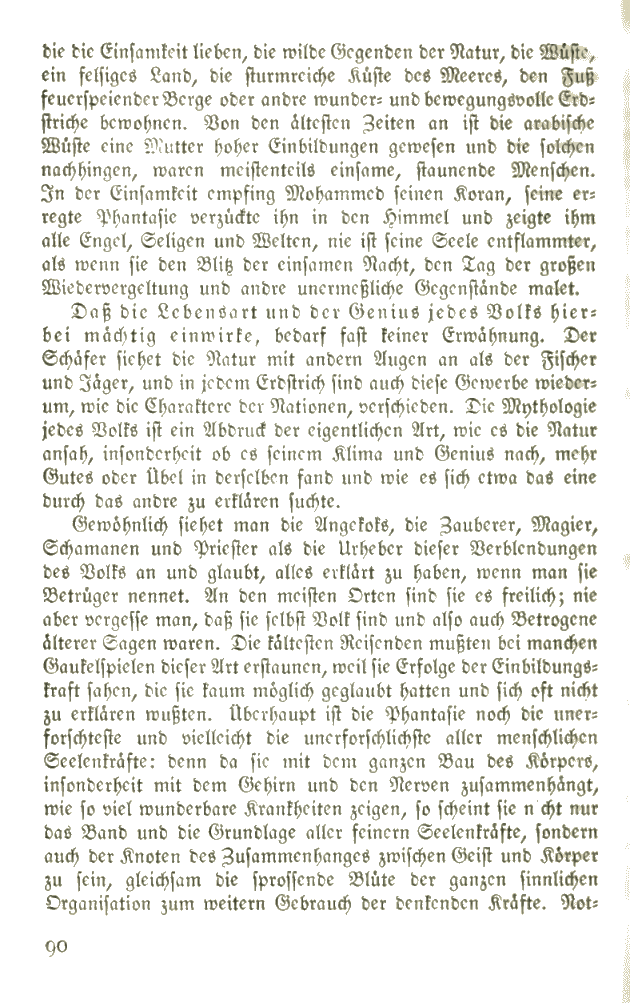 die die Einsamkeit lieben, die wilde Gegenden der Natur, die Wüste,
ein felsiges Land, die sturmreiche Küste des Meeres, den Fuß
feuerspeiender Berge oder andre wunder- und bewegungsvolle Erd-
striche bewohnen. Von den ältesten Zeiten an ist die arabische
Wüste eine Mutter hoher Einbildungen gewesen und die solchen
nachhingen, waren meistenteils einsame, staunende Menschen.
In der Einsamkeit empfing Mohammed seinen Koran, seine er-
regte Phantasie verzückte ihn in den Himmel und zeigte ihm
alle Engel, Seligen und Welten, nie ist seine Seele entflammter,
als wenn sie den Blitz der einsamen Nacht, den Tag der großen
Wiedervergeltung und andre unermeßliche Gegenstände malet.
Daß die Lebensart und der Genius jedes Volks hier-
bei mächtig einwirke, bedarf fast keiner Erwähnung. Der
Schäfer siehet die Natur mit andern Augen an als der Fischer
und Jäger, und in jedem Erdstrich sind auch diese Gewerbe wieder-
um, wie die Charaktere der Nationen, verschieden. Die Mythologie
jedes Volks ist ein Abdruck der eigentlichen Art, wie es die Natur
ansah, insonderheit ob es seinem Klima und Genius nach, mehr
Gutes oder Übel in derselben fand und wie es sich etwa das eine
durch das andre zu erklären suchte.
Gewöhnlich siehet man die Angekoks, die Zauberer, Magier,
Schamanen und Priester als die Urheber dieser Verblendungen
des Volks an und glaubt, alles erklärt zu haben, wenn man sie
Betrüger nennet. An den meisten Orten sind sie es freilich; nie
aber vergesse man, daß sie selbst Volk sind und also auch Betrogene
älterer Sagen waren. Die kältesten Reisenden mußten bei manchen
Gaukelspielen dieser Art erstaunen, weil sie Erfolge der Einbildungs-
kraft sahen, die sie kaum möglich geglaubt hatten und sich oft nicht
zu erklären wußten. Überhaupt ist die Phantasie noch die uner-
forschteste und vielleicht die unerforschlichste aller menschlichen
Seelenkräfte: denn da sie mit dem ganzen Bau des Körpers,
insonderheit mit dem Gehirn und den Nerven zusammenhängt,
wie so viel wunderbare Krankheiten zeigen, so scheint sie n cht nur
das Band und die Grundlage aller feinern Seelenkräfte, sondern
auch der Knoten des Zusammenhanges zwischen Geist und Körper
zu sein, gleichsam die sprossende Blüte der ganzen sinnlichen
Organisation zum weitern Gebrauch der denkenden Kräfte. Not-
90